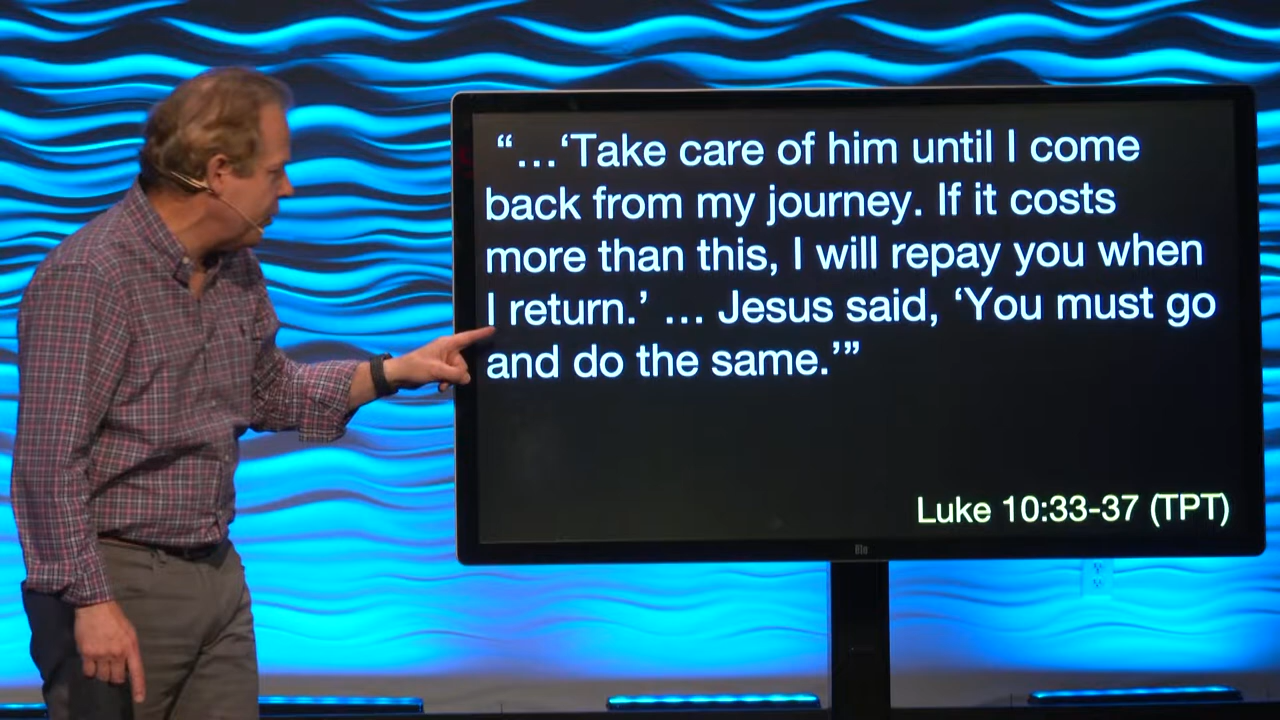 “…‘Take care of him until I come
back from my journey. If it costs
more than this, I will repay you when
I return.’ … Jesus said, ‘You must go
and do the same.’”
Luke 10:33-37 (TPT)
elo